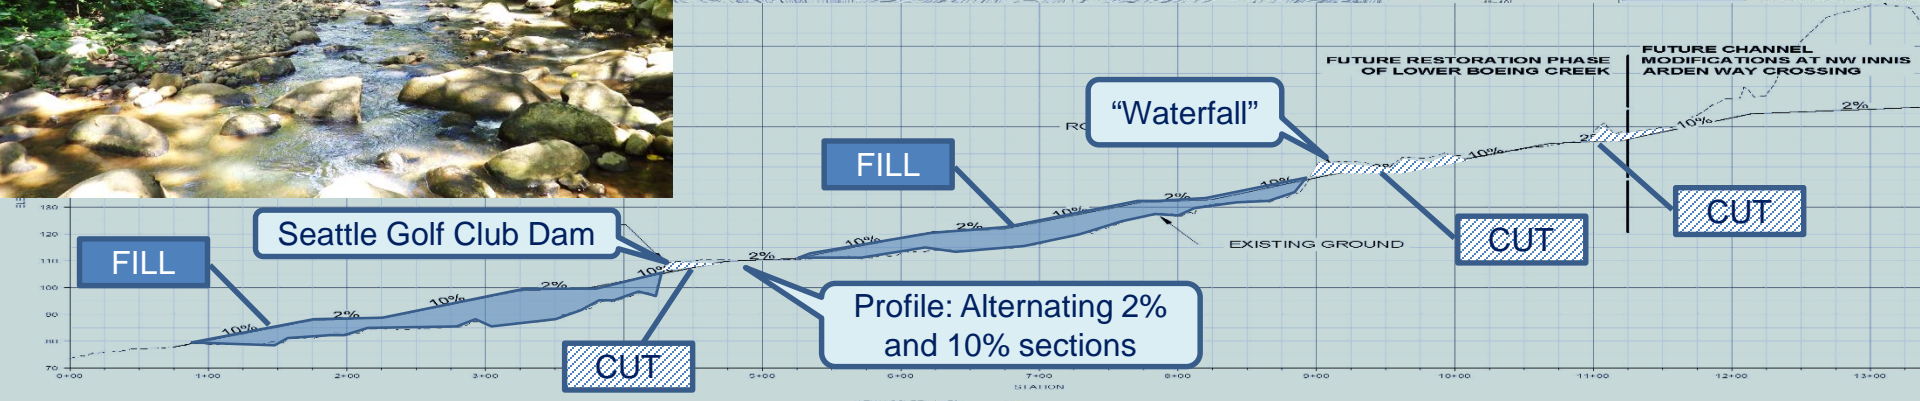 FUTURE RESTORATION PHASE
OF LOWER BOEING CREEK
FUTURE CHANNEL
MODIFICATIONS AT NW INNIS
ARDEN WAY CROSSING
2%
10%
"Waterfall"
10%
FILL
10%
2%
10%
2%
10%
CUT
CUT
EXISTING GROUND
Seattle Golf Club Dam
FILL
130
120
110
100
90
80
70
10%
2%
10%
2%
10%
2%
CUT
Profile: Alternating 2%
and 10% sections
0+00
1+00
2+00
3+00
5+00
6+00
7+00
8+00
9+00
10+00
11+00
12+00
13+00
STATION